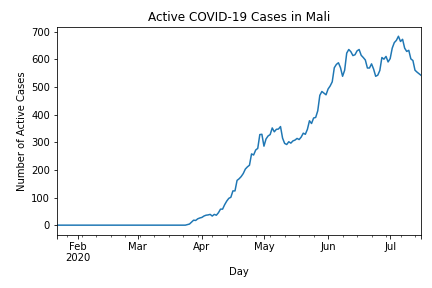 Active COVID-19 Cases in Mali
Number of Active Cases
700
600
500
400
300
200
100
0
Feb Mar Apr May Jun Jul
2020
Day